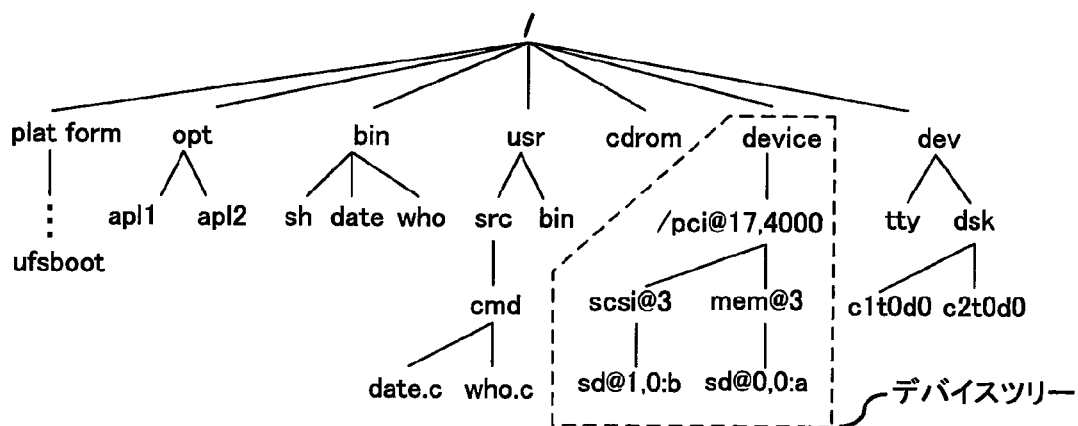 /
plat form opt bin usr cdrom device dev
apl1 apl2 sh date who src bin /pci@17,4000 tty dsk
ufsboot
cmd scsi@3 mem@3 c1t0d0 c2t0d0
date.c who.c sd@1,0:b sd@0,0:a デバイスツリー